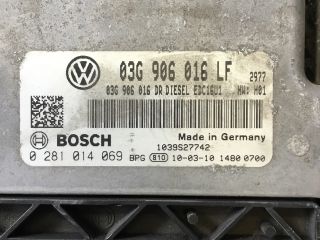 03G 906 016 LF 2977
03G 906 016 DR DIESEL EDC16U1 HW: H01
BOSCH Made in Germany
1039S27742
0 281 014 069 BPG 810 10-03-10 1480 0700